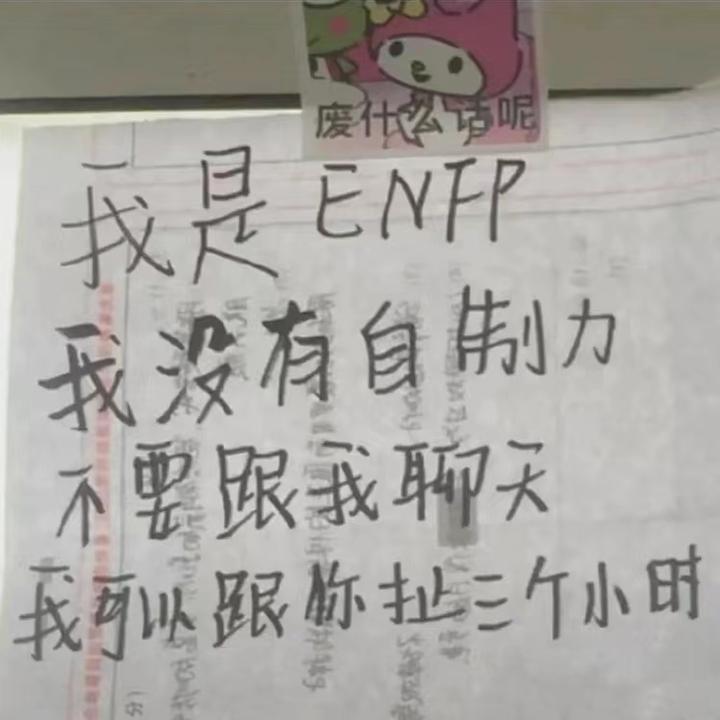 废什么话呢
我是ENFP
我没有自制力
不要跟我聊天
我可以跟你扯三个小时